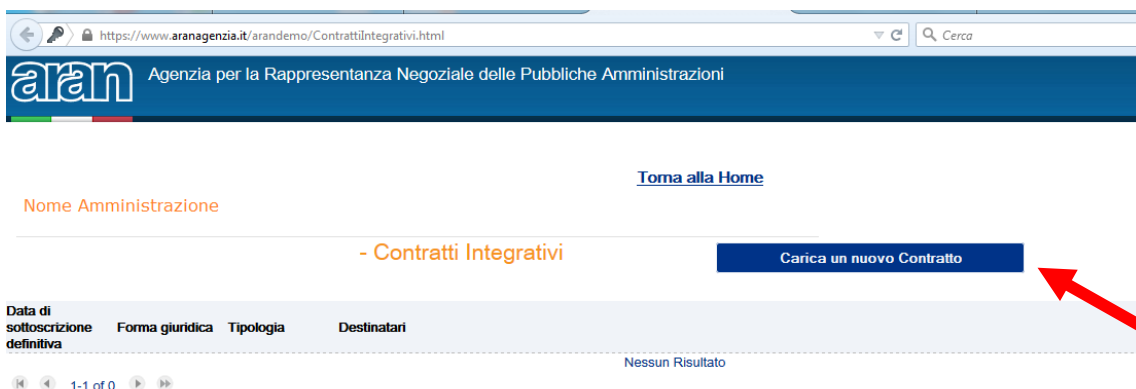 https://www.aranagenzia.it/arandemo/ContrattiIntegrativi.html
Cerca
aran Agenzia per la Rappresentanza Negoziale delle Pubbliche Amministrazioni
Torna alla Home
Nome Amministrazione
- Contratti Integrativi
Carica un nuovo Contratto
Data di sottoscrizione definitiva Forma giuridica Tipologia Destinatari
Nessun Risultato
1-1 of 0